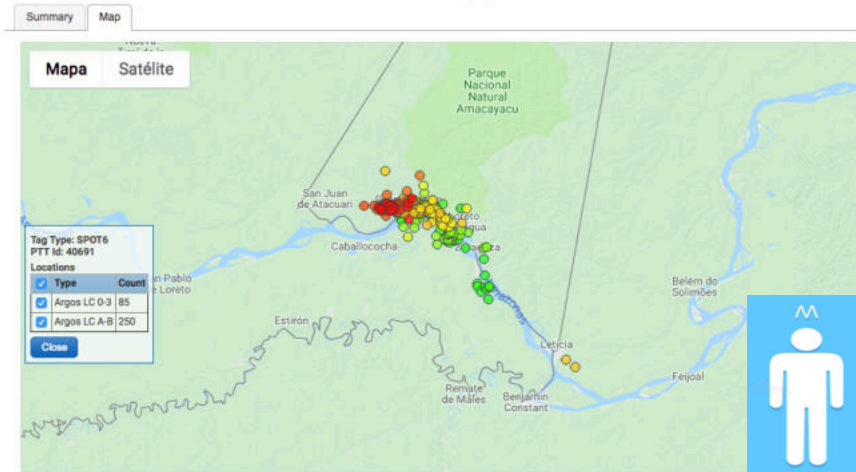 Summary
Map
Mapa
Satélite
Parque
Nacional
Natural
Amacayacu
San Juan
de Atacuari
Caballococha
Tag Type: SPOT6
PTT Id: 40691
Locations
Type Count
Argos LC 0-3 85
Argos LC A-B 250
Close
San Pablo
de Loreto
Estirón
Belém do
Solimões
Leticia
Feijoal
Remate
de Males
Benjamin
Constant